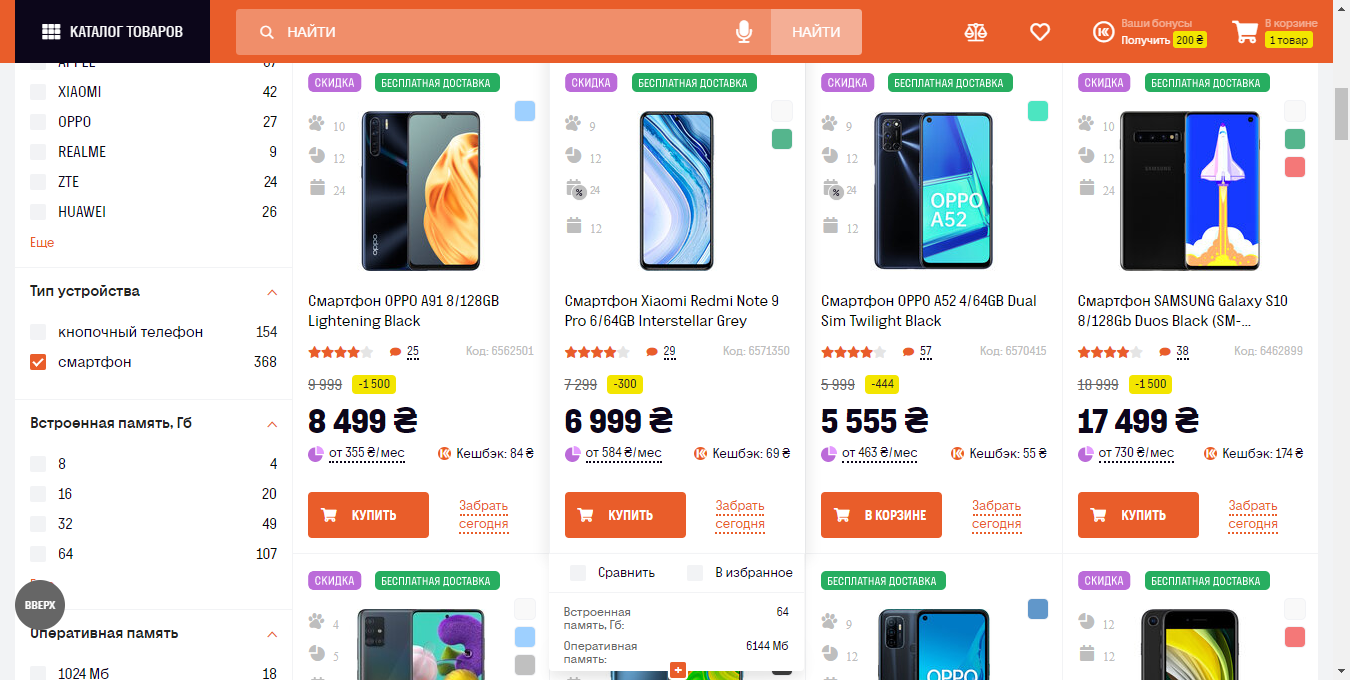 КАТАЛОГ ТОВАРОВ
НАЙТИ
НАЙТИ
Ваши бонусы
Получить 200 ₴
В корзине
1 товар
APPLE 67
XIAOMI 42
OPPO 27
REALME 9
ZTE 24
HUAWEI 26
Еще
Тип устройства
кнопочный телефон 154
смартфон 368
Встроенная память, Гб
8 4
16 20
32 49
64 107
ВВЕРХ
Оперативная память
1024 Мб 18
СКИДКА БЕСПЛАТНАЯ ДОСТАВКА
10
12
24
oppo
Смартфон OPPO A91 8/128GB
Lightening Black
25 Код: 6562501
9 999 -1 500
8 499 ₴
от 355 ₴/мес Кешбэк: 84 ₴
КУПИТЬ
Забрать
сегодня
СКИДКА БЕСПЛАТНАЯ ДОСТАВКА
9
12
% 24
12
Смартфон Xiaomi Redmi Note 9
Pro 6/64GB Interstellar Grey
29 Код: 6571350
7 299 -300
6 999 ₴
от 584 ₴/мес Кешбэк: 69 ₴
КУПИТЬ
Забрать
сегодня
Сравнить В избранное
Встроенная
память, Гб: 64
Оперативная
память: 6144 Мб
+
СКИДКА БЕСПЛАТНАЯ ДОСТАВКА
9
12
% 24
12
OPPO
A52
Смартфон OPPO A52 4/64GB Dual
Sim Twilight Black
57 Код: 6570415
5 999 -444
5 555 ₴
от 463 ₴/мес Кешбэк: 55 ₴
В КОРЗИНЕ
Забрать
сегодня
СКИДКА БЕСПЛАТНАЯ ДОСТАВКА
10
12
24
SAMSUNG
Смартфон SAMSUNG Galaxy S10
8/128Gb Duos Black (SM-...
38 Код: 6462899
18 999 -1 500
17 499 ₴
от 730 ₴/мес Кешбэк: 174 ₴
КУПИТЬ
Забрать
сегодня
СКИДКА БЕСПЛАТНАЯ ДОСТАВКА
4
5
БЕСПЛАТНАЯ ДОСТАВКА
9
12
OPPO
СКИДКА БЕСПЛАТНАЯ ДОСТАВКА
12
12